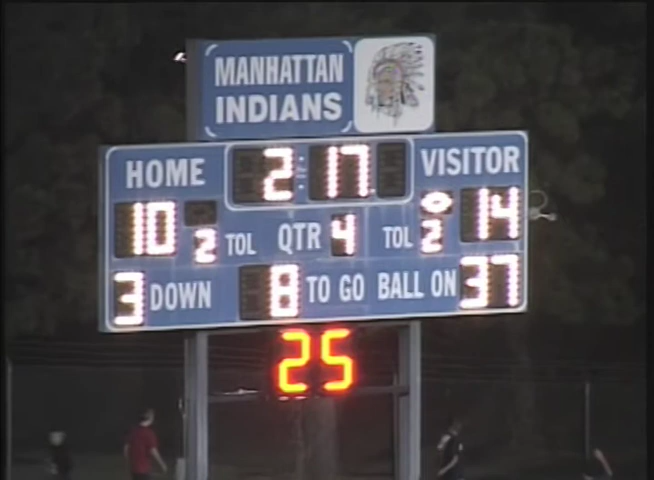 MANHATTAN
INDIANS
HOME 2:17 VISITOR
10 2 TOL QTR 4 TOL 2 14
3 DOWN 8 TO GO BALL ON 37
25